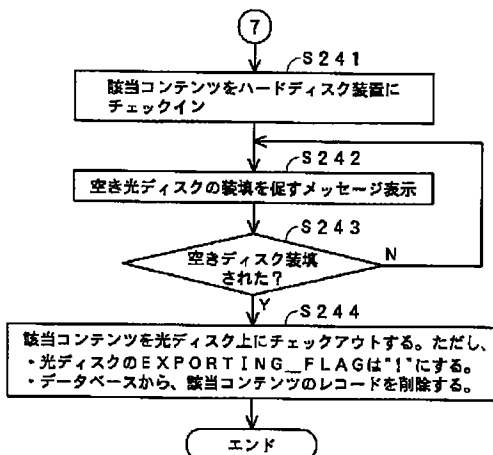 7
S241
該当コンテンツをハードディスク装置に
チェックイン
S242
空き光ディスクの装填を促すメッセージ表示
S243
空きディスク装填
された?
N
Y
S244
該当コンテンツを光ディスク上にチェックアウトする。ただし、
・光ディスクのEXPORTING_FLAGは"1"にする。
・データベースから、該当コンテンツのレコードを削除する。
エンド